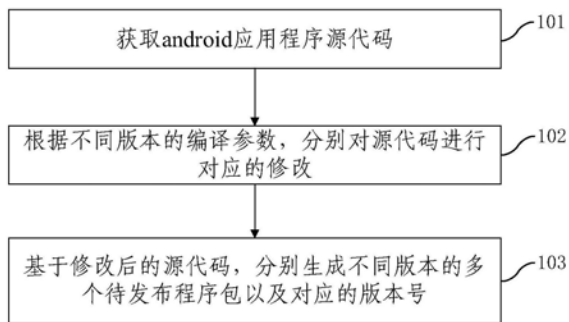 获取android应用程序源代码
101
根据不同版本的编译参数，分别对源代码进行
对应的修改
102
基于修改后的源代码，分别生成不同版本的多
个待发布程序包以及对应的版本号
103